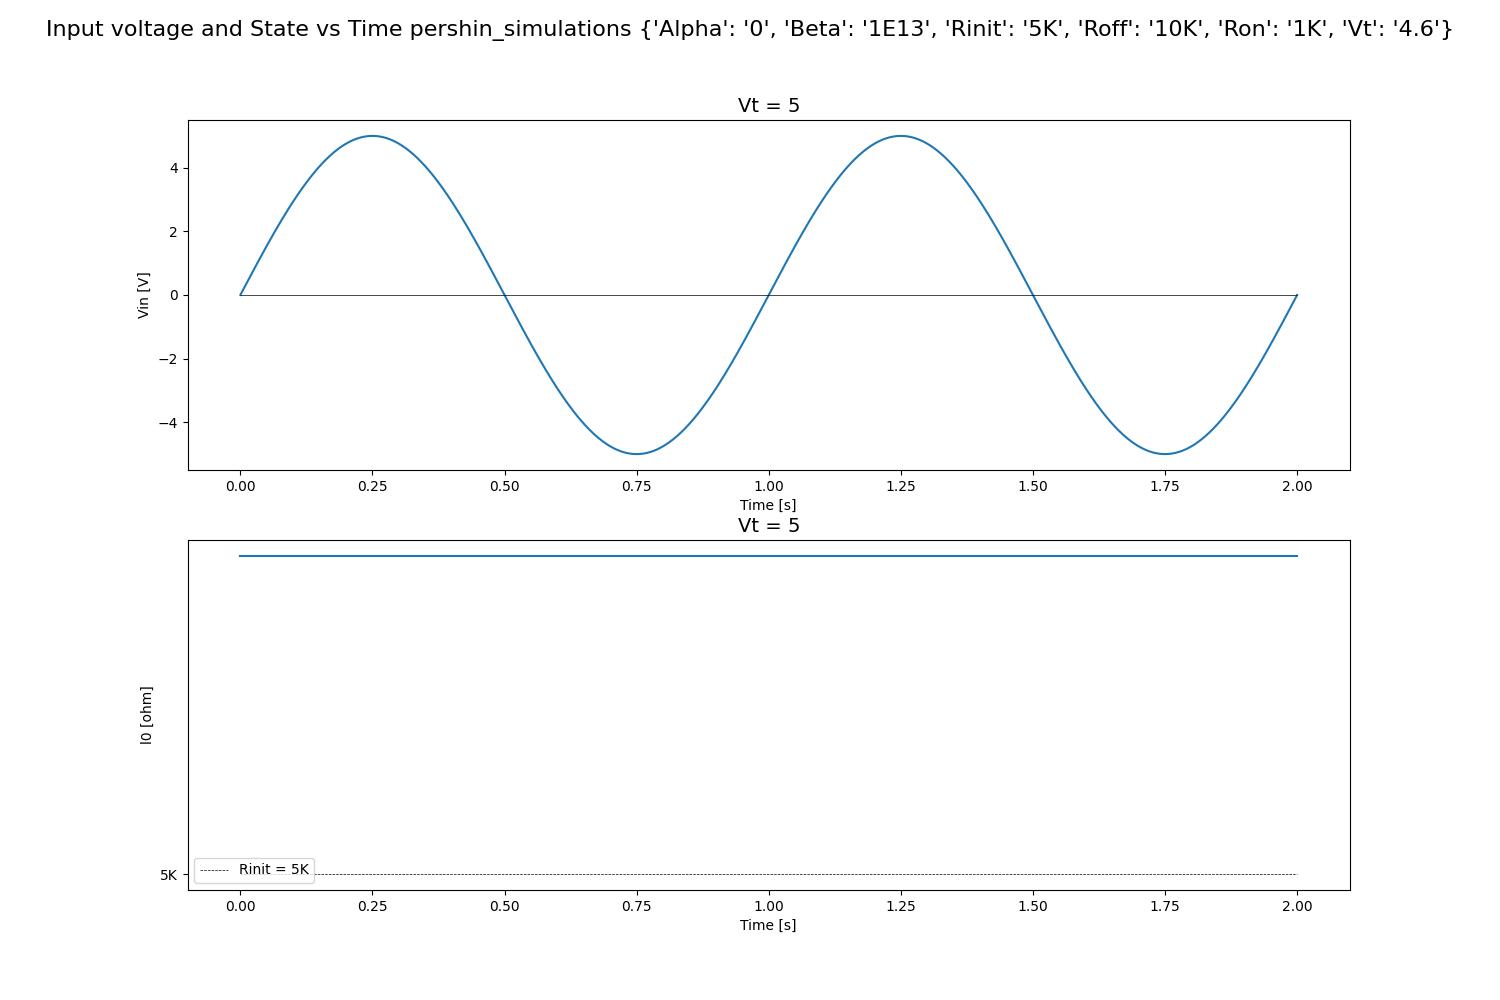 Input voltage and State vs Time pershin_simulations {'Alpha': '0', 'Beta': '1E13', 'Rinit': '5K', 'Roff': '10K', 'Ron': '1K', 'Vt': '4.6'}
Vt = 5
Vin [V]
4
2
0
−2
−4
0.00 0.25 0.50 0.75 1.00 1.25 1.50 1.75 2.00
Time [s]
Vt = 5
l0 [ohm]
5K
Rinit = 5K
0.00 0.25 0.50 0.75 1.00 1.25 1.50 1.75 2.00
Time [s]